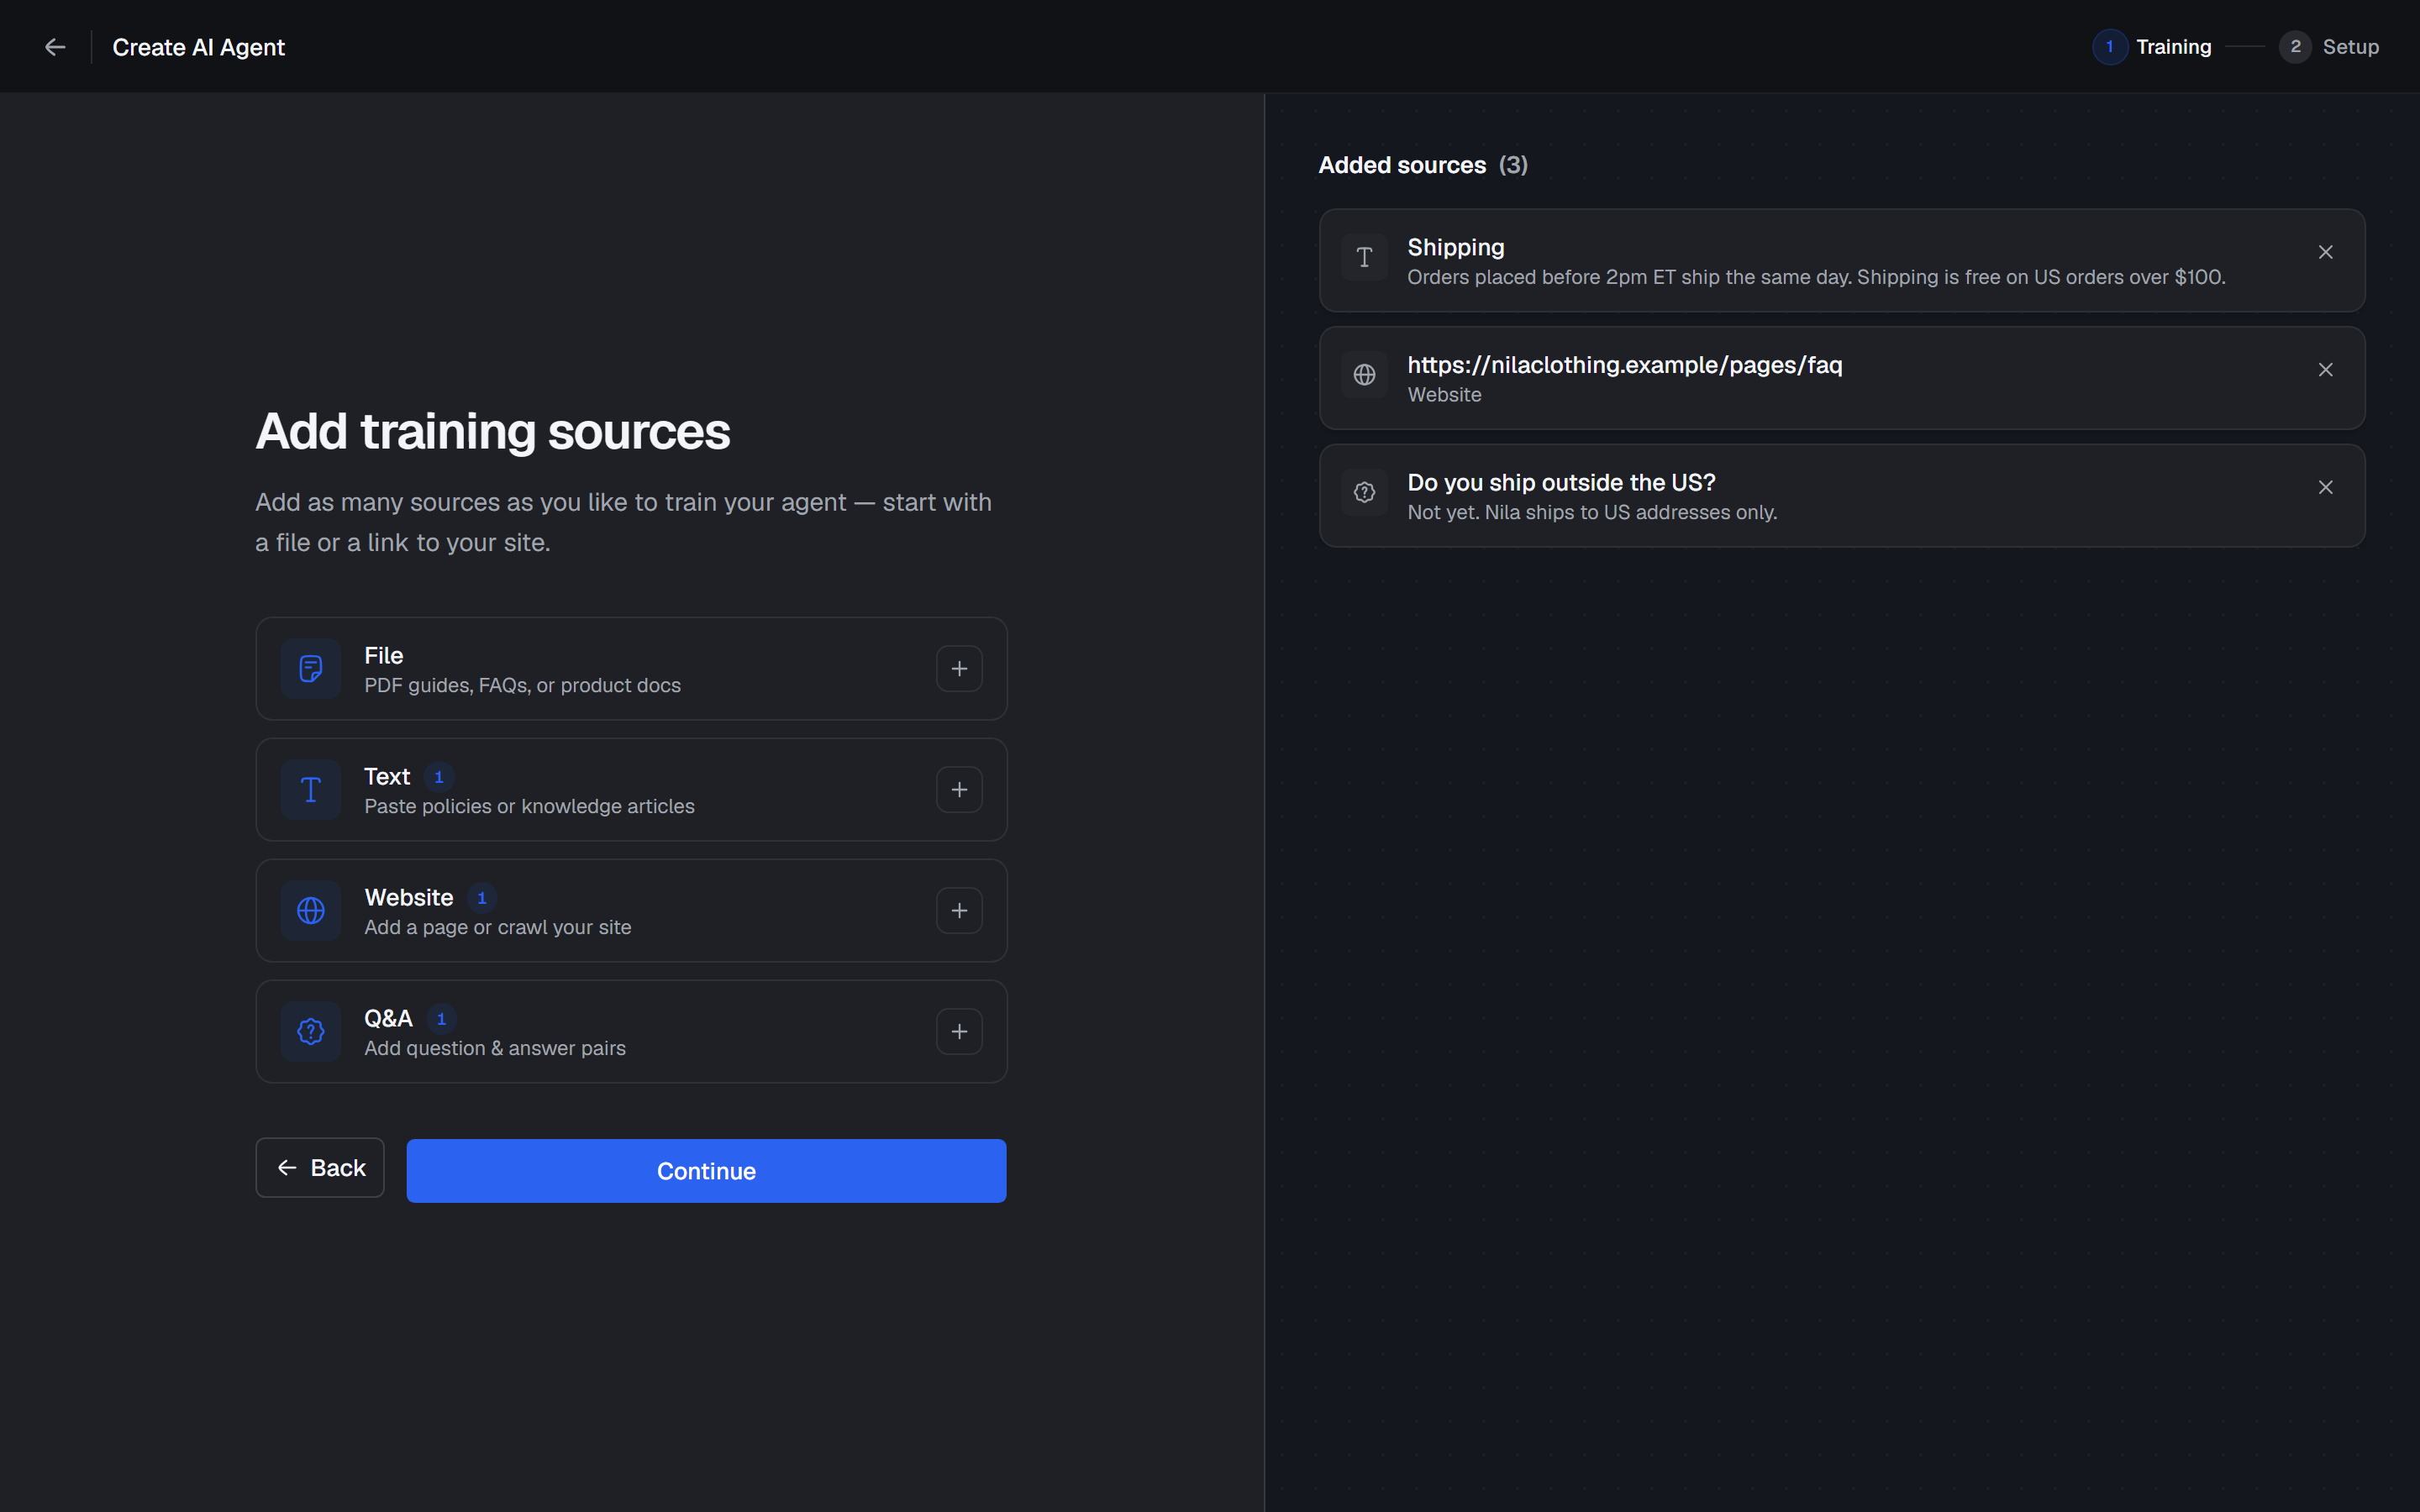 Create AI Agent
1 Training
2 Setup
Add training sources
Add as many sources as you like to train your agent — start with
a file or a link to your site.
File
PDF guides, FAQs, or product docs
Text 1
Paste policies or knowledge articles
Website 1
Add a page or crawl your site
Q&A 1
Add question & answer pairs
Back
Continue
Added sources (3)
Shipping
Orders placed before 2pm ET ship the same day. Shipping is free on US orders over $100.
https://nilaclothing.example/pages/faq
Website
Do you ship outside the US?
Not yet. Nila ships to US addresses only.